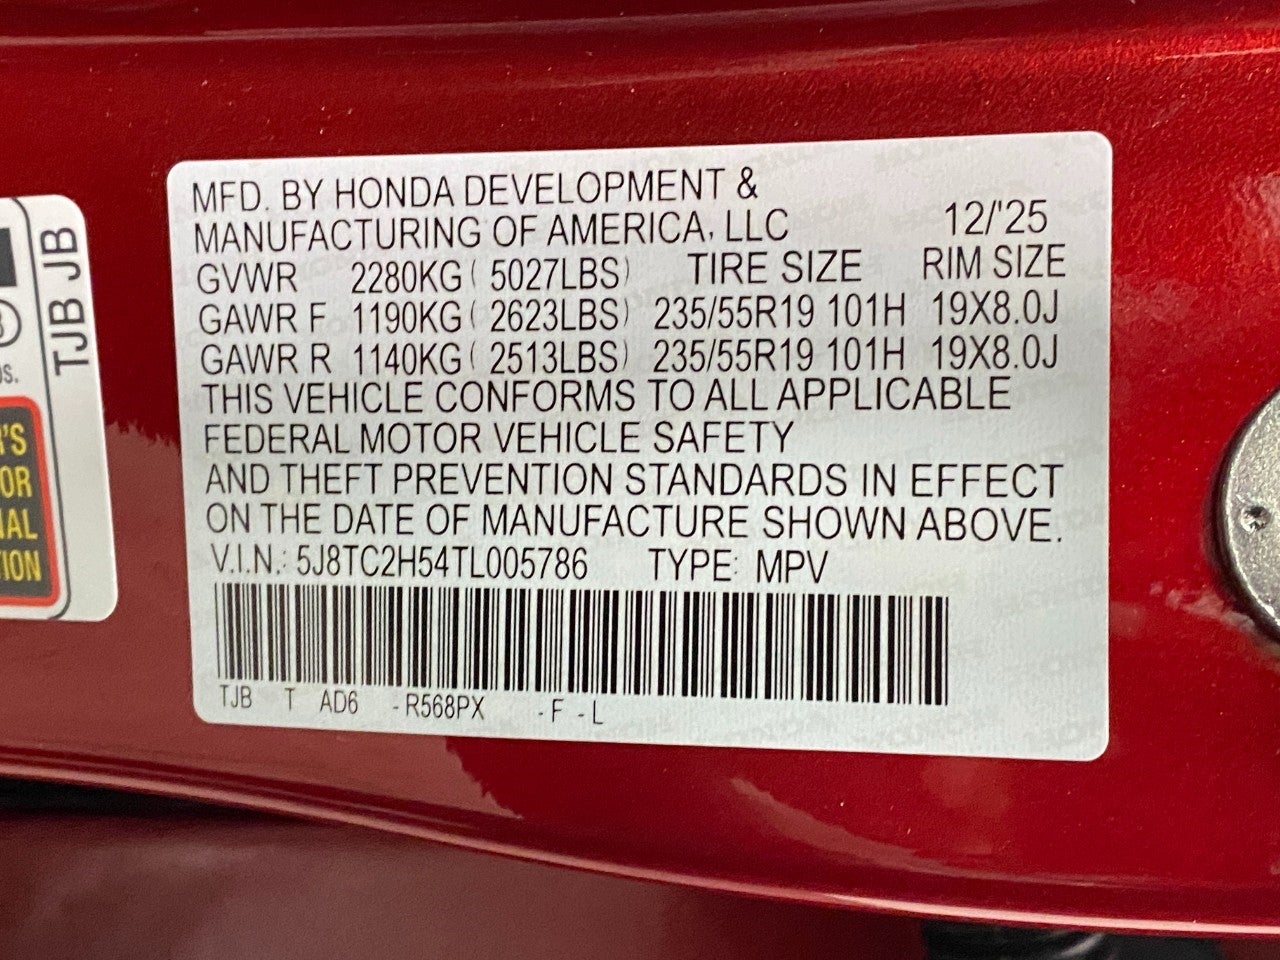 MFD. BY HONDA DEVELOPMENT &
MANUFACTURING OF AMERICA, LLC 12/'25
GVWR 2280KG ( 5027LBS) TIRE SIZE RIM SIZE
GAWR F 1190KG ( 2623LBS) 235/55R19 101H 19X8.0J
GAWR R 1140KG ( 2513LBS) 235/55R19 101H 19X8.0J
THIS VEHICLE CONFORMS TO ALL APPLICABLE
FEDERAL MOTOR VEHICLE SAFETY
AND THEFT PREVENTION STANDARDS IN EFFECT
ON THE DATE OF MANUFACTURE SHOWN ABOVE.
V.I.N.: 5J8TC2H54TL005786 TYPE: MPV
TJB T AD6 -R568PX -F -L
TJB JB